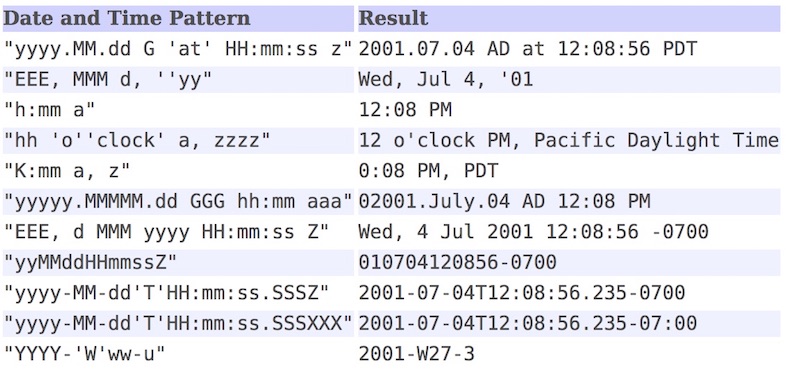 Date and Time Pattern Result
"yyyy.MM.dd G 'at' HH:mm:ss z" 2001.07.04 AD at 12:08:56 PDT
"EEE, MMM d, ''yy" Wed, Jul 4, '01
"h:mm a" 12:08 PM
"hh 'o''clock' a, zzzz" 12 o'clock PM, Pacific Daylight Time
"K:mm a, z" 0:08 PM, PDT
"yyyyy.MMMMM.dd GGG hh:mm aaa" 02001.July.04 AD 12:08 PM
"EEE, d MMM yyyy HH:mm:ss Z" Wed, 4 Jul 2001 12:08:56 -0700
"yyMMddHHmmssZ" 010704120856-0700
"yyyy-MM-dd'T'HH:mm:ss.SSSZ" 2001-07-04T12:08:56.235-0700
"yyyy-MM-dd'T'HH:mm:ss.SSSXXX" 2001-07-04T12:08:56.235-07:00
"YYYY-'W'ww-u" 2001-W27-3